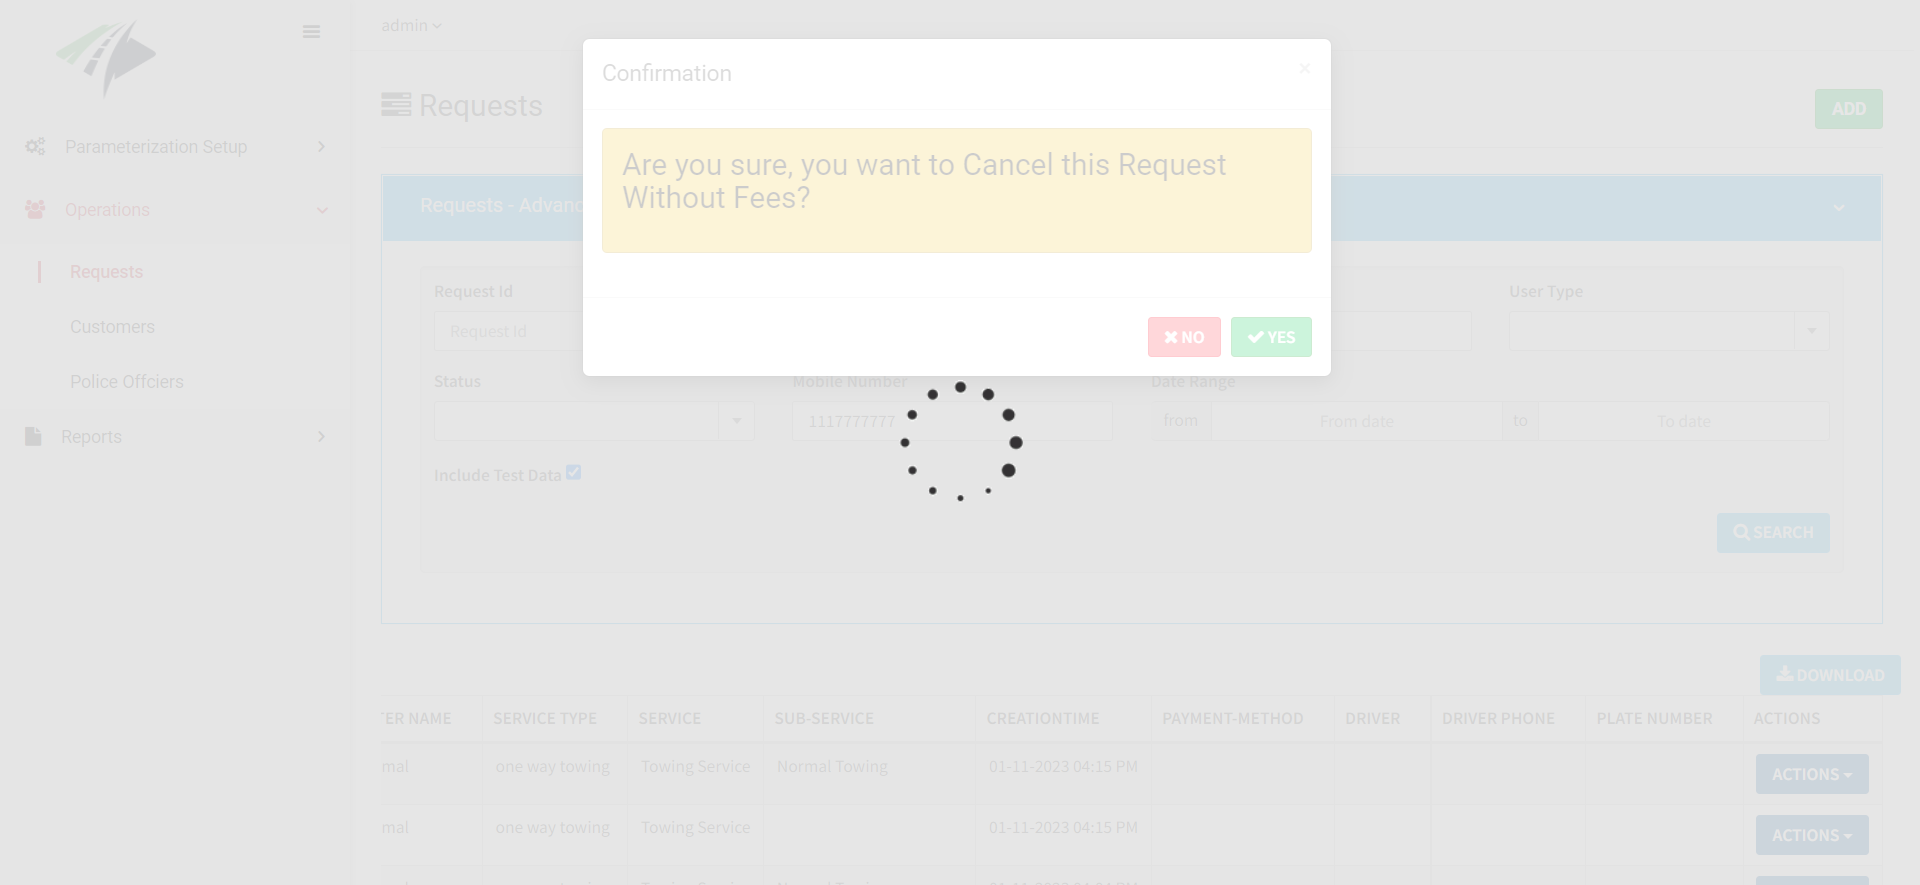 admin
Confirmation
×
Requests
ADD
Parameterization Setup
Are you sure, you want to Cancel this Request
Without Fees?
Operations
Requests - Advanc
Requests
Request Id
User Type
Customers
Request Id
NO
YES
Police Offciers
Status
Mobile Number
Date Range
Reports
1117777777
from
From date
to
To date
Include Test Data
SEARCH
DOWNLOAD
TER NAME SERVICE TYPE SERVICE SUB-SERVICE CREATIONTIME PAYMENT-METHOD DRIVER DRIVER PHONE PLATE NUMBER ACTIONS
mal one way towing Towing Service Normal Towing 01-11-2023 04:15 PM ACTIONS
mal one way towing Towing Service 01-11-2023 04:15 PM ACTIONS